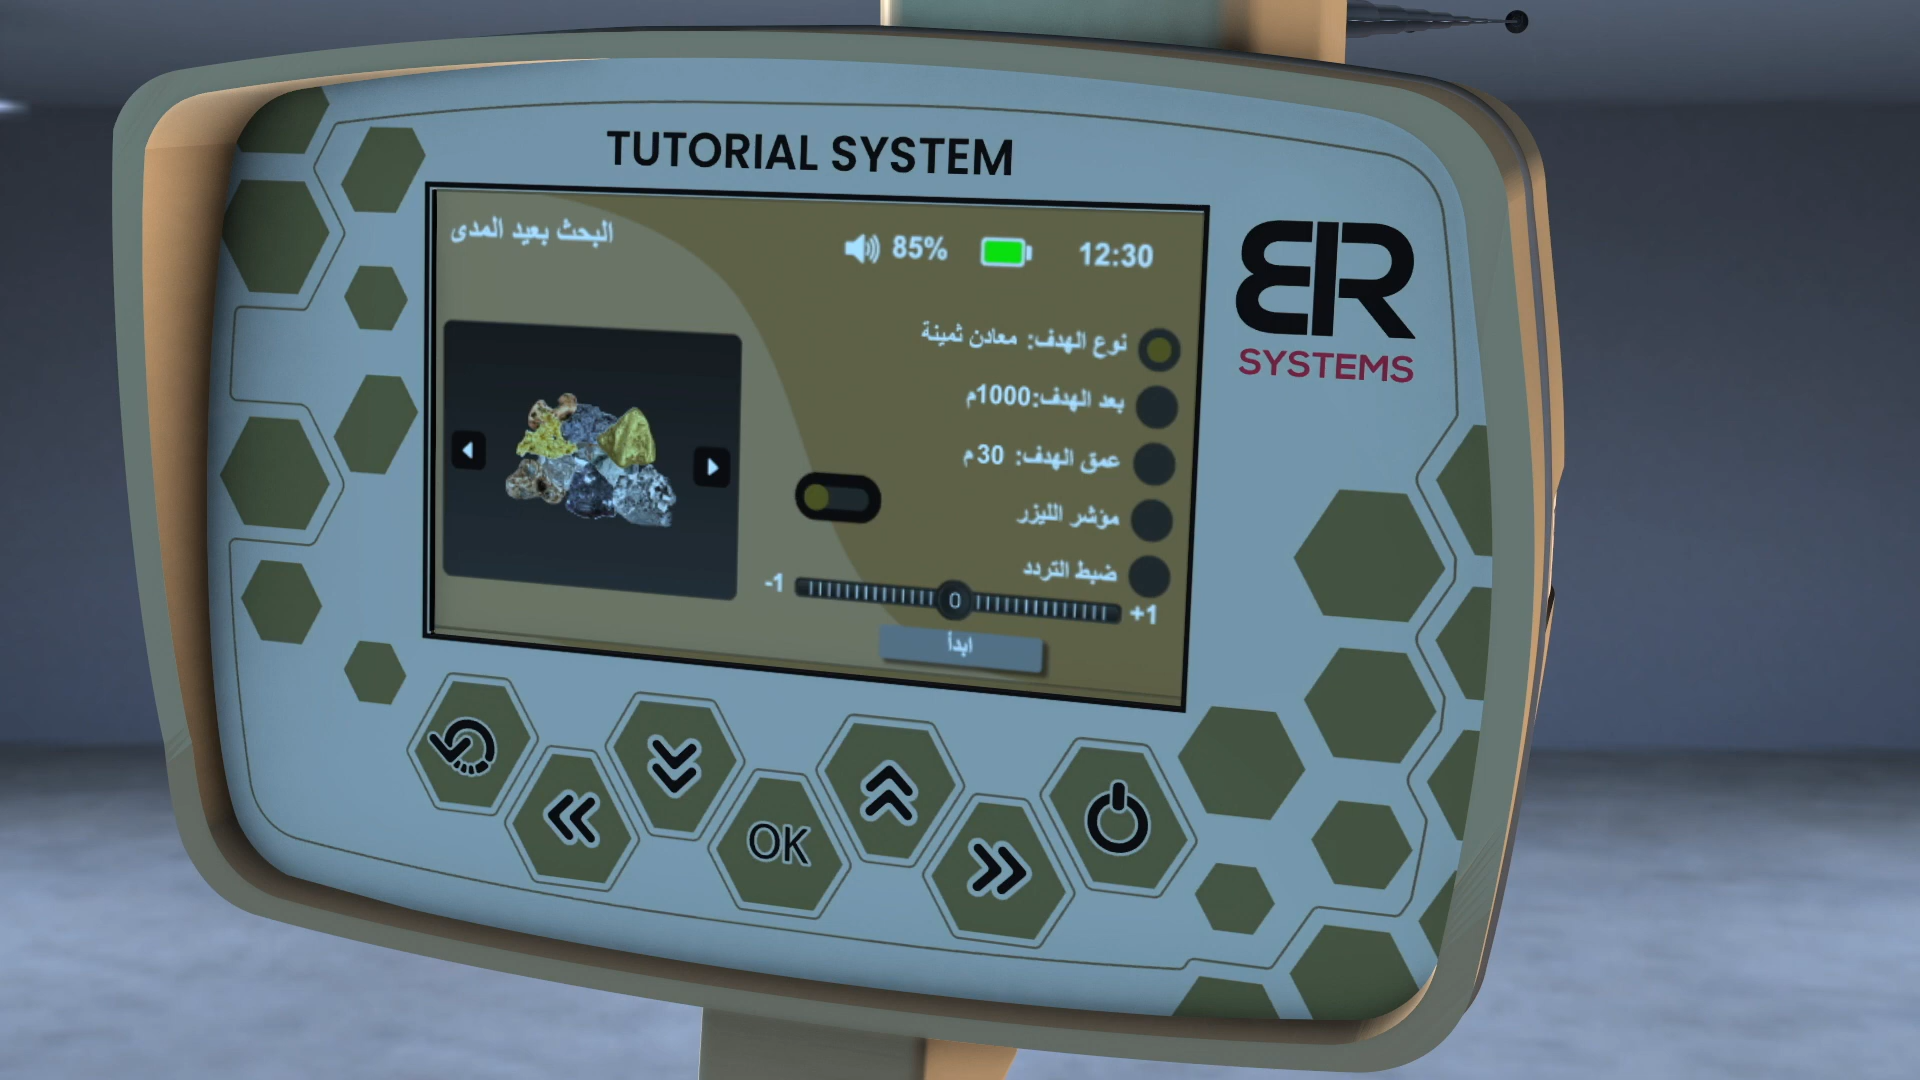 TUTORIAL SYSTEM
البحث بعيد المدى
85%
12:30
نوع الهدف: معادن ثمينة
بعد الهدف:1000م
عمق الهدف: 30 م
مؤشر الليزر
ضبط التردد
-1
0
+1
ابدأ
ER
SYSTEMS
OK